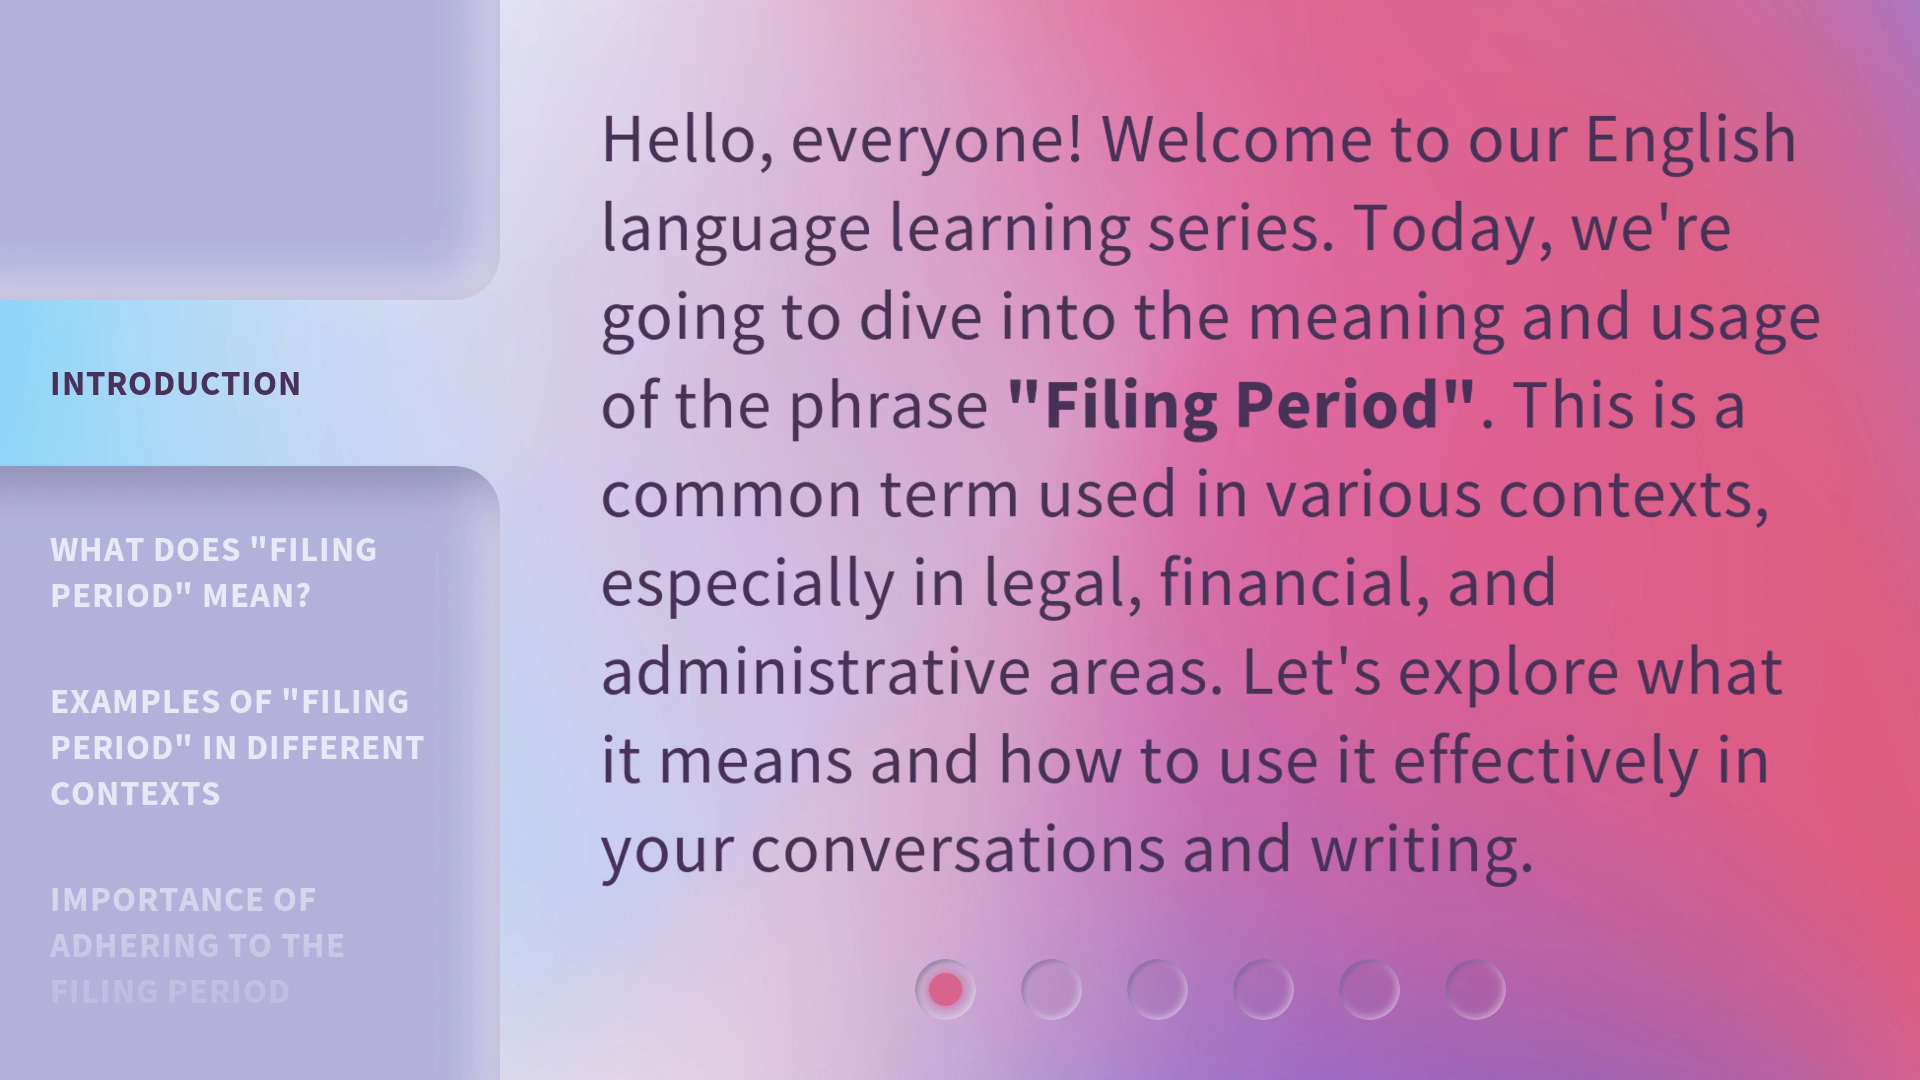 INTRODUCTION
WHAT DOES "FILING
PERIOD" MEAN?
EXAMPLES OF "FILING
PERIOD" IN DIFFERENT
CONTEXTS
IMPORTANCE OF
ADHERING TO THE
FILING PERIOD
Hello, everyone! Welcome to our English
language learning series. Today, we're
going to dive into the meaning and usage
of the phrase "Filing Period". This is a
common term used in various contexts,
especially in legal, financial, and
administrative areas. Let's explore what
it means and how to use it effectively in
your conversations and writing.